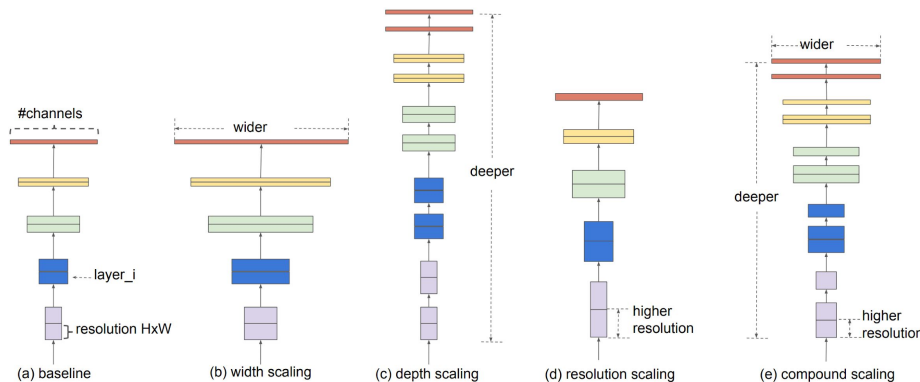 #channels
layer_i
resolution HxW
(a) baseline
wider
(b) width scaling
deeper
(c) depth scaling
higher
resolution
(d) resolution scaling
wider
deeper
higher
resolution
(e) compound scaling